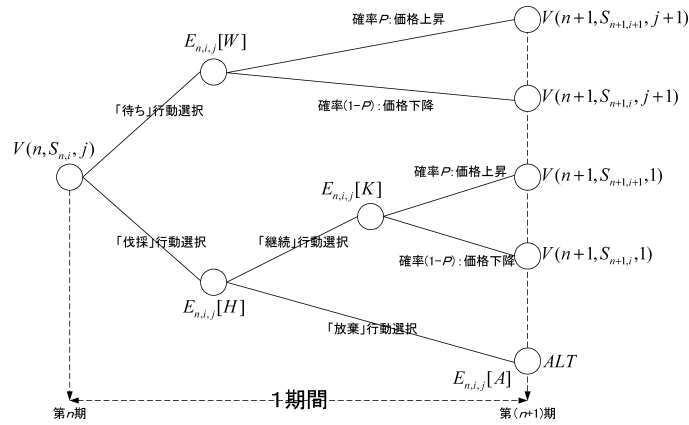 確率P:価格上昇
V(n+1,S_{n+1,i+1},j+1)
E_{n,i,j}[W]
「待ち」行動選択
確率(1-P):価格下降
V(n+1,S_{n+1,i},j+1)
V(n,S_{n,i},j)
確率P:価格上昇
V(n+1,S_{n+1,i+1},1)
E_{n,i,j}[K]
「伐採」行動選択
「継続」行動選択
確率(1-P):価格下降
V(n+1,S_{n+1,i},1)
E_{n,i,j}[H]
「放棄」行動選択
ALT
E_{n,i,j}[A]
1期間
第n期
第(n+1)期